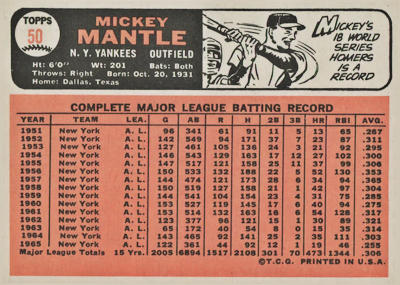 TOPPS
50
MICKEY
MANTLE
N. Y. YANKEES OUTFIELD
Ht: 6'0" Wt: 201 Bats: Both
Throws: Right Born: Oct. 20, 1931
Home: Dallas, Texas
MICKEY'S
18 WORLD
SERIES
HOMERS IS
A RECORD
COMPLETE MAJOR LEAGUE BATTING RECORD
YEAR TEAM LEA. G AB R H 2B 3B HR RBI AVG.
1951 New York A. L. 96 341 61 91 11 5 13 65 .267
1952 New York A. L. 142 549 94 171 37 7 23 87 .311
1953 New York A. L. 127 461 105 136 24 3 21 92 .295
1954 New York A. L. 146 543 129 163 17 12 27 102 .300
1955 New York A. L. 147 517 121 158 25 11 37 99 .306
1956 New York A. L. 150 533 132 188 22 5 52 130 .353
1957 New York A. L. 144 474 121 173 28 6 34 94 .365
1958 New York A. L. 150 519 127 158 21 1 42 97 .304
1959 New York A. L. 144 541 104 154 23 4 31 75 .285
1960 New York A. L. 153 527 119 145 17 6 40 94 .275
1961 New York A. L. 153 514 132 163 16 6 54 128 .317
1962 New York A. L. 123 377 96 121 15 1 30 89 .321
1963 New York A. L. 65 172 40 54 8 0 15 35 .314
1964 New York A. L. 143 465 92 141 25 2 35 111 .303
1965 New York A. L. 122 361 44 92 12 1 19 46 .255
Major League Totals 15 Yrs. 2005 6894 1517 2108 301 70 473 1344 .306
©T.C.G. PRINTED IN U.S.A.